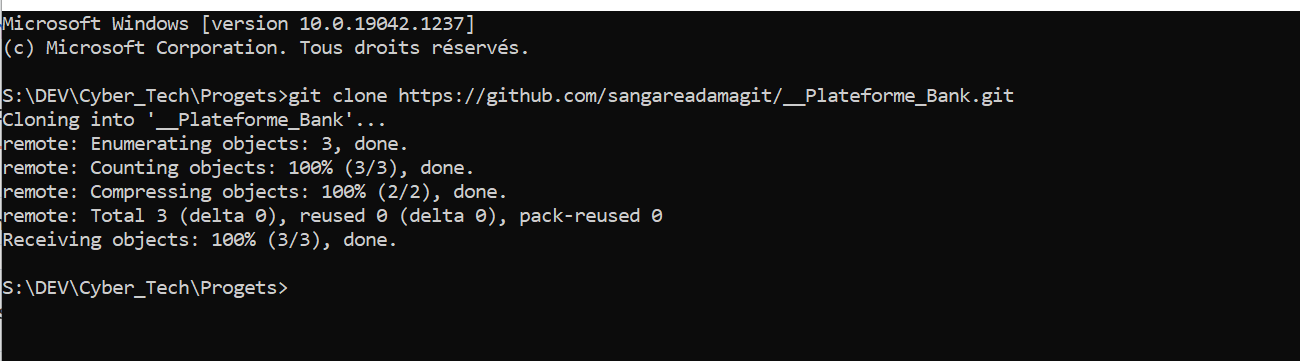 Microsoft Windows [version 10.0.19042.1237]
(c) Microsoft Corporation. Tous droits réservés.
S:\DEV\Cyber_Tech\Progets>git clone https://github.com/sangareadamagit/__Plateforme_Bank.git
Cloning into '__Plateforme_Bank'...
remote: Enumerating objects: 3, done.
remote: Counting objects: 100% (3/3), done.
remote: Compressing objects: 100% (2/2), done.
remote: Total 3 (delta 0), reused 0 (delta 0), pack-reused 0
Receiving objects: 100% (3/3), done.
S:\DEV\Cyber_Tech\Progets>